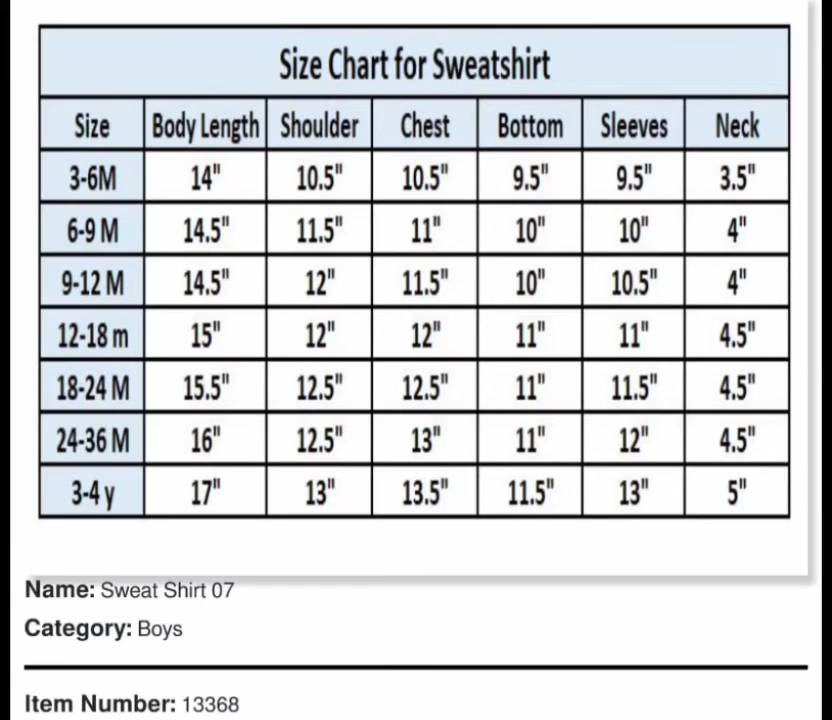 Size Chart for Sweatshirt
Size Body Length Shoulder Chest Bottom Sleeves Neck
3-6M 14" 10.5" 10.5" 9.5" 9.5" 3.5"
6-9 M 14.5" 11.5" 11" 10" 10" 4"
9-12 M 14.5" 12" 11.5" 10" 10.5" 4"
12-18 m 15" 12" 12" 11" 11" 4.5"
18-24 M 15.5" 12.5" 12.5" 11" 11.5" 4.5"
24-36 M 16" 12.5" 13" 11" 12" 4.5"
3-4 y 17" 13" 13.5" 11.5" 13" 5"
Name: Sweat Shirt 07
Category: Boys
Item Number: 13368